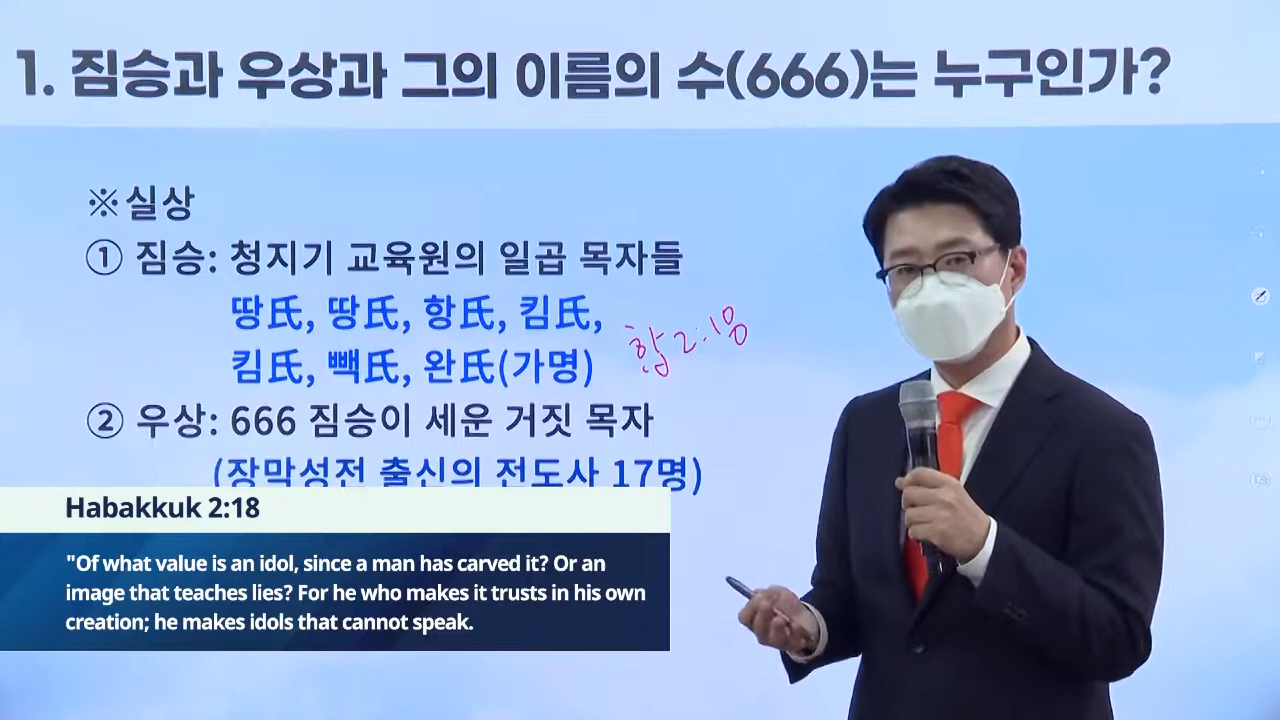 1. 짐승과 우상과 그의 이름의 수(666)는 누구인가?
※실상
① 짐승: 청지기 교육원의 일곱 목자들
땅氏, 땅氏, 항氏, 킴氏,
킴氏, 빽氏, 완氏(가명)
합 2:18
② 우상: 666 짐승이 세운 거짓 목자
(장막성전 출신의 전도사 17명)
Habakkuk 2:18
"Of what value is an idol, since a man has carved it? Or an
image that teaches lies? For he who makes it trusts in his own
creation; he makes idols that cannot speak.